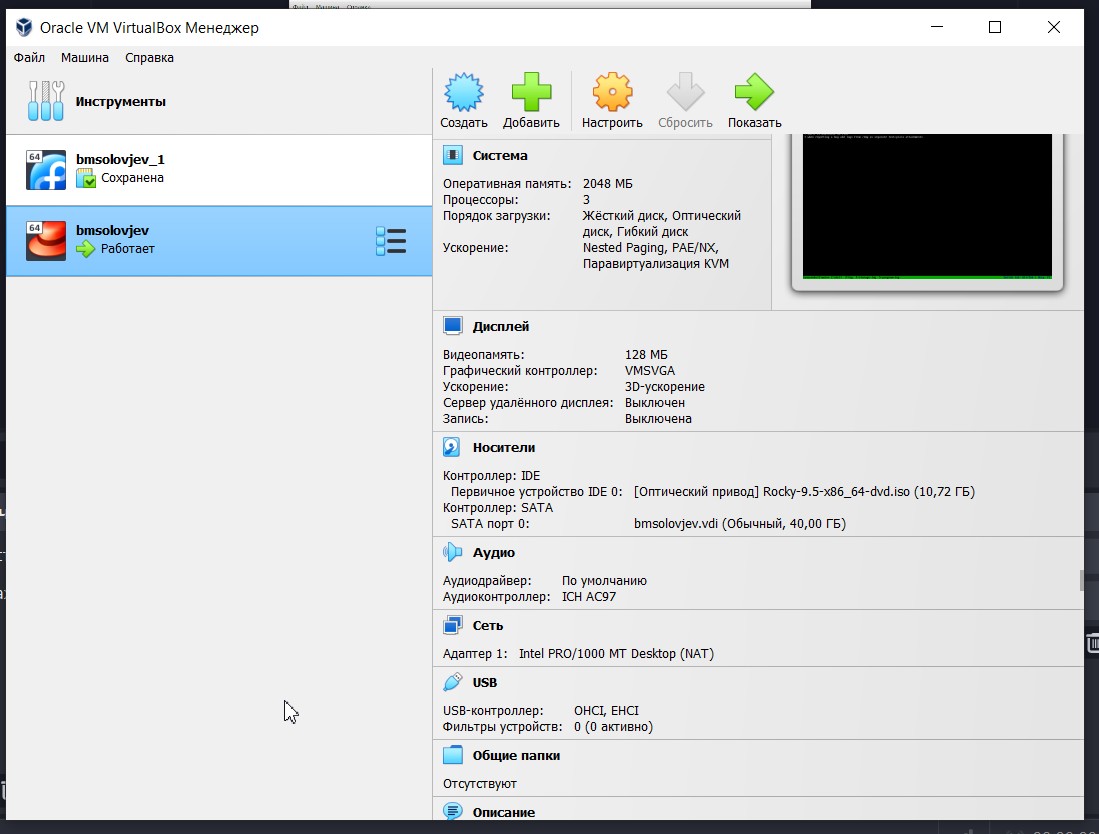 Файл Машина Справка
Oracle VM VirtualBox Менеджер
Файл Машина Справка
Инструменты
Создать Добавить Настроить Сбросить Показать
64 bmsolovjev_1
Сохранена
64 bmsolovjev
Работает
Система
Оперативная память: 2048 МБ
Процессоры: 3
Порядок загрузки: Жёсткий диск, Оптический
диск, Гибкий диск
Ускорение: Nested Paging, PAE/NX,
Паравиртуализация KVM
Дисплей
Видеопамять: 128 МБ
Графический контроллер: VMSVGA
Ускорение: 3D-ускорение
Сервер удалённого дисплея: Выключен
Запись: Выключена
Носители
Контроллер: IDE
Первичное устройство IDE 0: [Оптический привод] Rocky-9.5-x86_64-dvd.iso (10,72 ГБ)
Контроллер: SATA
SATA порт 0: bmsolovjev.vdi (Обычный, 40,00 ГБ)
Аудио
Аудиодрайвер: По умолчанию
Аудиоконтроллер: ICH AC97
Сеть
Адаптер 1: Intel PRO/1000 MT Desktop (NAT)
USB
USB-контроллер: OHCI, EHCI
Фильтры устройств: 0 (0 активно)
Общие папки
Отсутствуют
Описание